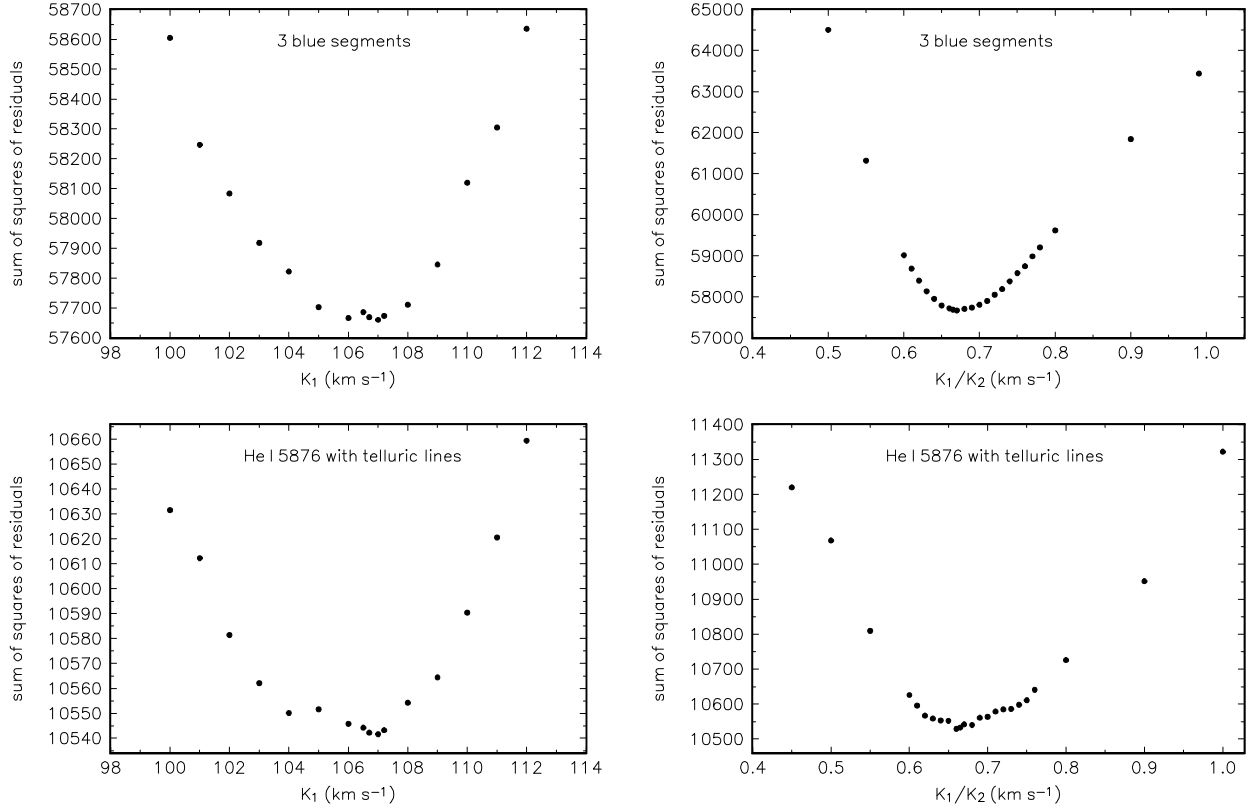 58700
58600
58500
58400
58300
58200
58100
58000
57900
57800
57700
57600
98 100 102 104 106 108 110 112 114
sum of squares of residuals
3 blue segments
K₁ (km s⁻¹)
65000
64000
63000
62000
61000
60000
59000
58000
57000
0.4 0.5 0.6 0.7 0.8 0.9 1.0
sum of squares of residuals
3 blue segments
K₁/K₂ (km s⁻¹)
10660
10650
10640
10630
10620
10610
10600
10590
10580
10570
10560
10550
10540
98 100 102 104 106 108 110 112 114
sum of squares of residuals
He I 5876 with telluric lines
K₁ (km s⁻¹)
11400
11300
11200
11100
11000
10900
10800
10700
10600
10500
0.4 0.5 0.6 0.7 0.8 0.9 1.0
sum of squares of residuals
He I 5876 with telluric lines
K₁/K₂ (km s⁻¹)